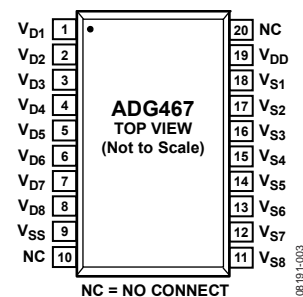 VD1 1 20 NC
VD2 2 19 VDD
VD3 3 18 VS1
VD4 4 ADG467 17 VS2
VD5 5 TOP VIEW 16 VS3
VD6 6 (Not to Scale) 15 VS4
VD7 7 14 VS5
VD8 8 13 VS6
VSS 9 12 VS7
NC 10 11 VS8
NC = NO CONNECT
08191-003